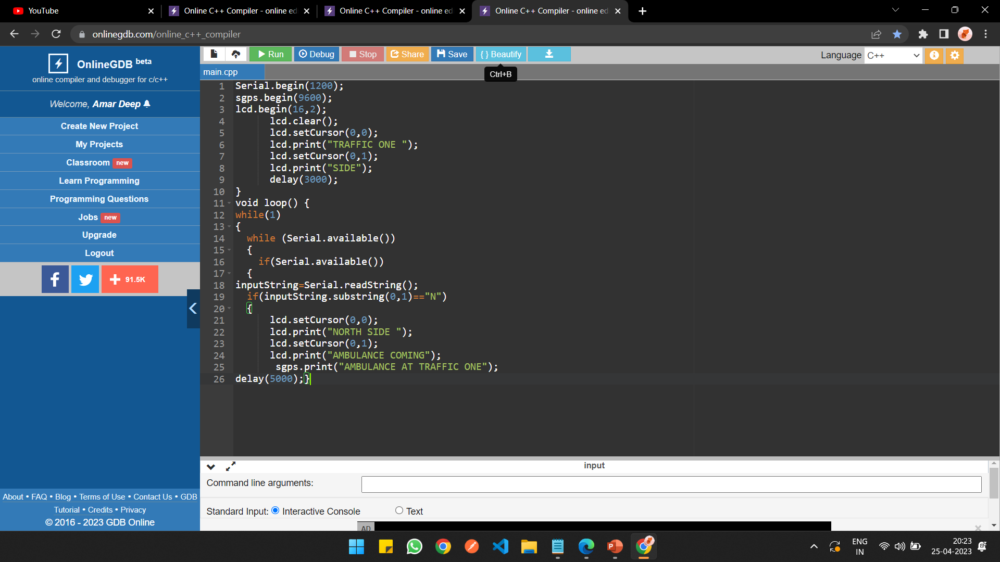 YouTube
Online C++ Compiler - online ed
Online C++ Compiler - online ed
Online C++ Compiler - online ed
onlinegdb.com/online_c++_compiler
OnlineGDB beta
online compiler and debugger for c/c++
Welcome, Amar Deep
Create New Project
My Projects
Classroom new
Learn Programming
Programming Questions
Jobs new
Upgrade
Logout
91.5K
About • FAQ • Blog • Terms of Use • Contact Us • GDB
Tutorial • Credits • Privacy
© 2016 - 2023 GDB Online
Run Debug Stop Share Save { } Beautify
Language C++
main.cpp
Ctrl+B
1 Serial.begin(1200);
2 sgps.begin(9600);
3 lcd.begin(16,2);
4 lcd.clear();
5 lcd.setCursor(0,0);
6 lcd.print("TRAFFIC ONE ");
7 lcd.setCursor(0,1);
8 lcd.print("SIDE");
9 delay(3000);
10 }
11 void loop() {
12 while(1)
13 {
14 while (Serial.available())
15 {
16 if(Serial.available())
17 {
18 inputString=Serial.readString();
19 if(inputString.substring(0,1)=="N")
20 {
21 lcd.setCursor(0,0);
22 lcd.print("NORTH SIDE ");
23 lcd.setCursor(0,1);
24 lcd.print("AMBULANCE COMING");
25 sgps.print("AMBULANCE AT TRAFFIC ONE");
26 delay(5000);}
input
Command line arguments:
Standard Input: Interactive Console Text
AD
ENG
IN
20:23
25-04-2023